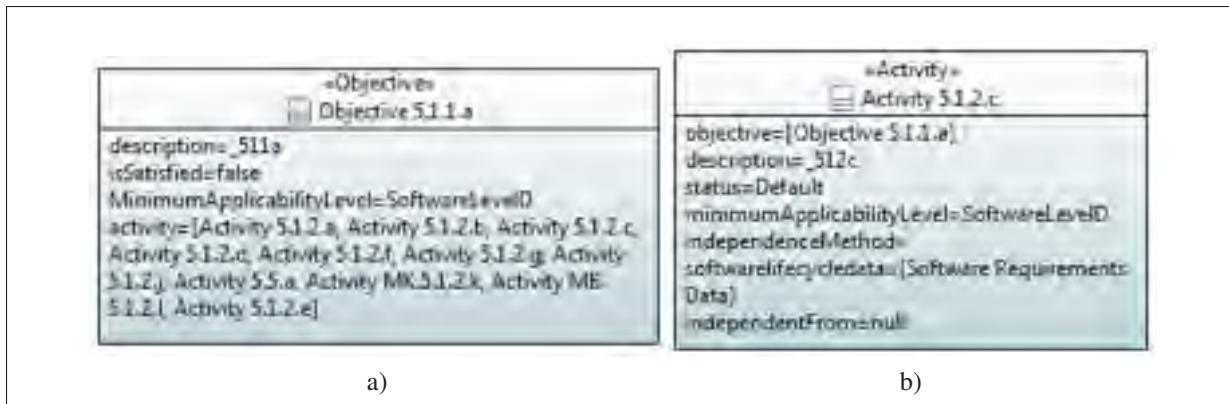 «Objective»
Objective 5.1.1.a
description=_511a
isSatisfied=false
MinimumApplicabilityLevel=SoftwareLevelD
activity=[Activity 5.1.2.a, Activity 5.1.2.b, Activity 5.1.2.c,
Activity 5.1.2.d, Activity 5.1.2.f, Activity 5.1.2.g, Activity
5.1.2.j, Activity 5.5.a, Activity MK.5.1.2.k, Activity
5.1.2.l, Activity 5.1.2.e]
a)
«Activity»
Activity 5.1.2.c
objective=[Objective 5.1.1.a]
description=_512c
status=Default
minimumApplicabilityLevel=SoftwareLevelD
independenceMethod=
softwarelifecycledata=[Software Requirements
Data]
independentFrom=null
b)